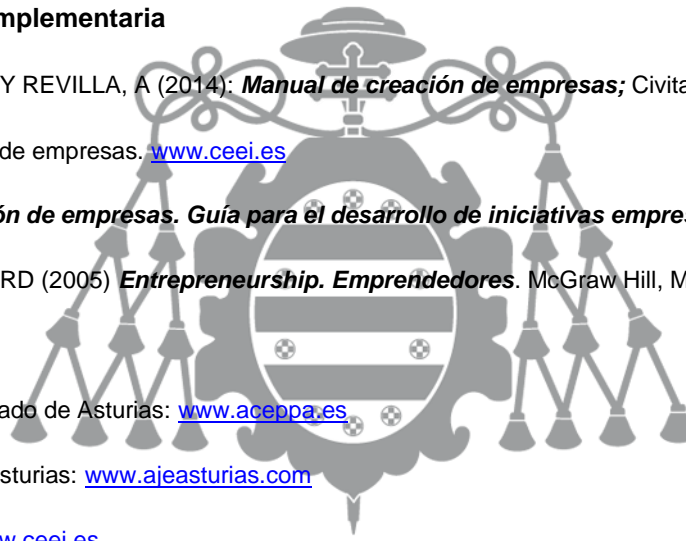 mplementaria
Y REVILLA, A (2014): Manual de creación de empresas; Civita
de empresas. www.ceei.es
ón de empresas. Guía para el desarrollo de iniciativas empres
RD (2005) Entrepreneurship. Emprendedores. McGraw Hill, M
ado de Asturias: www.aceppa.es
sturias: www.ajeasturias.com
w.ceei.es